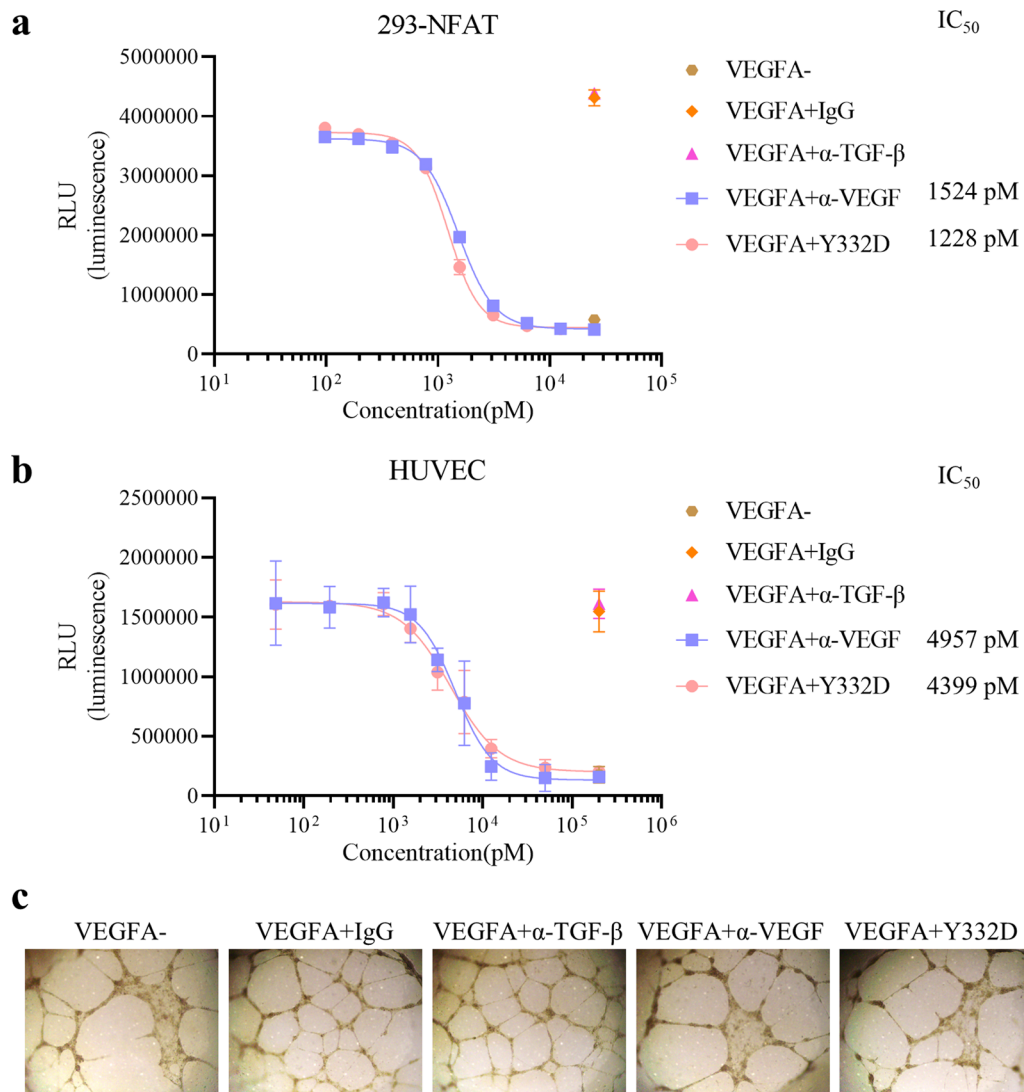 a
293-NFAT
IC50
5000000
4000000
3000000
2000000
1000000
0
RLU
(luminescence)
10^1 10^2 10^3 10^4 10^5
Concentration(pM)
VEGFA-
VEGFA+IgG
VEGFA+α-TGF-β
VEGFA+α-VEGF 1524 pM
VEGFA+Y332D 1228 pM
b
HUVEC
IC50
2500000
2000000
1500000
1000000
500000
0
RLU
(luminescence)
10^1 10^2 10^3 10^4 10^5 10^6
Concentration(pM)
VEGFA-
VEGFA+IgG
VEGFA+α-TGF-β
VEGFA+α-VEGF 4957 pM
VEGFA+Y332D 4399 pM
c
VEGFA- VEGFA+IgG VEGFA+α-TGF-β VEGFA+α-VEGF VEGFA+Y332D